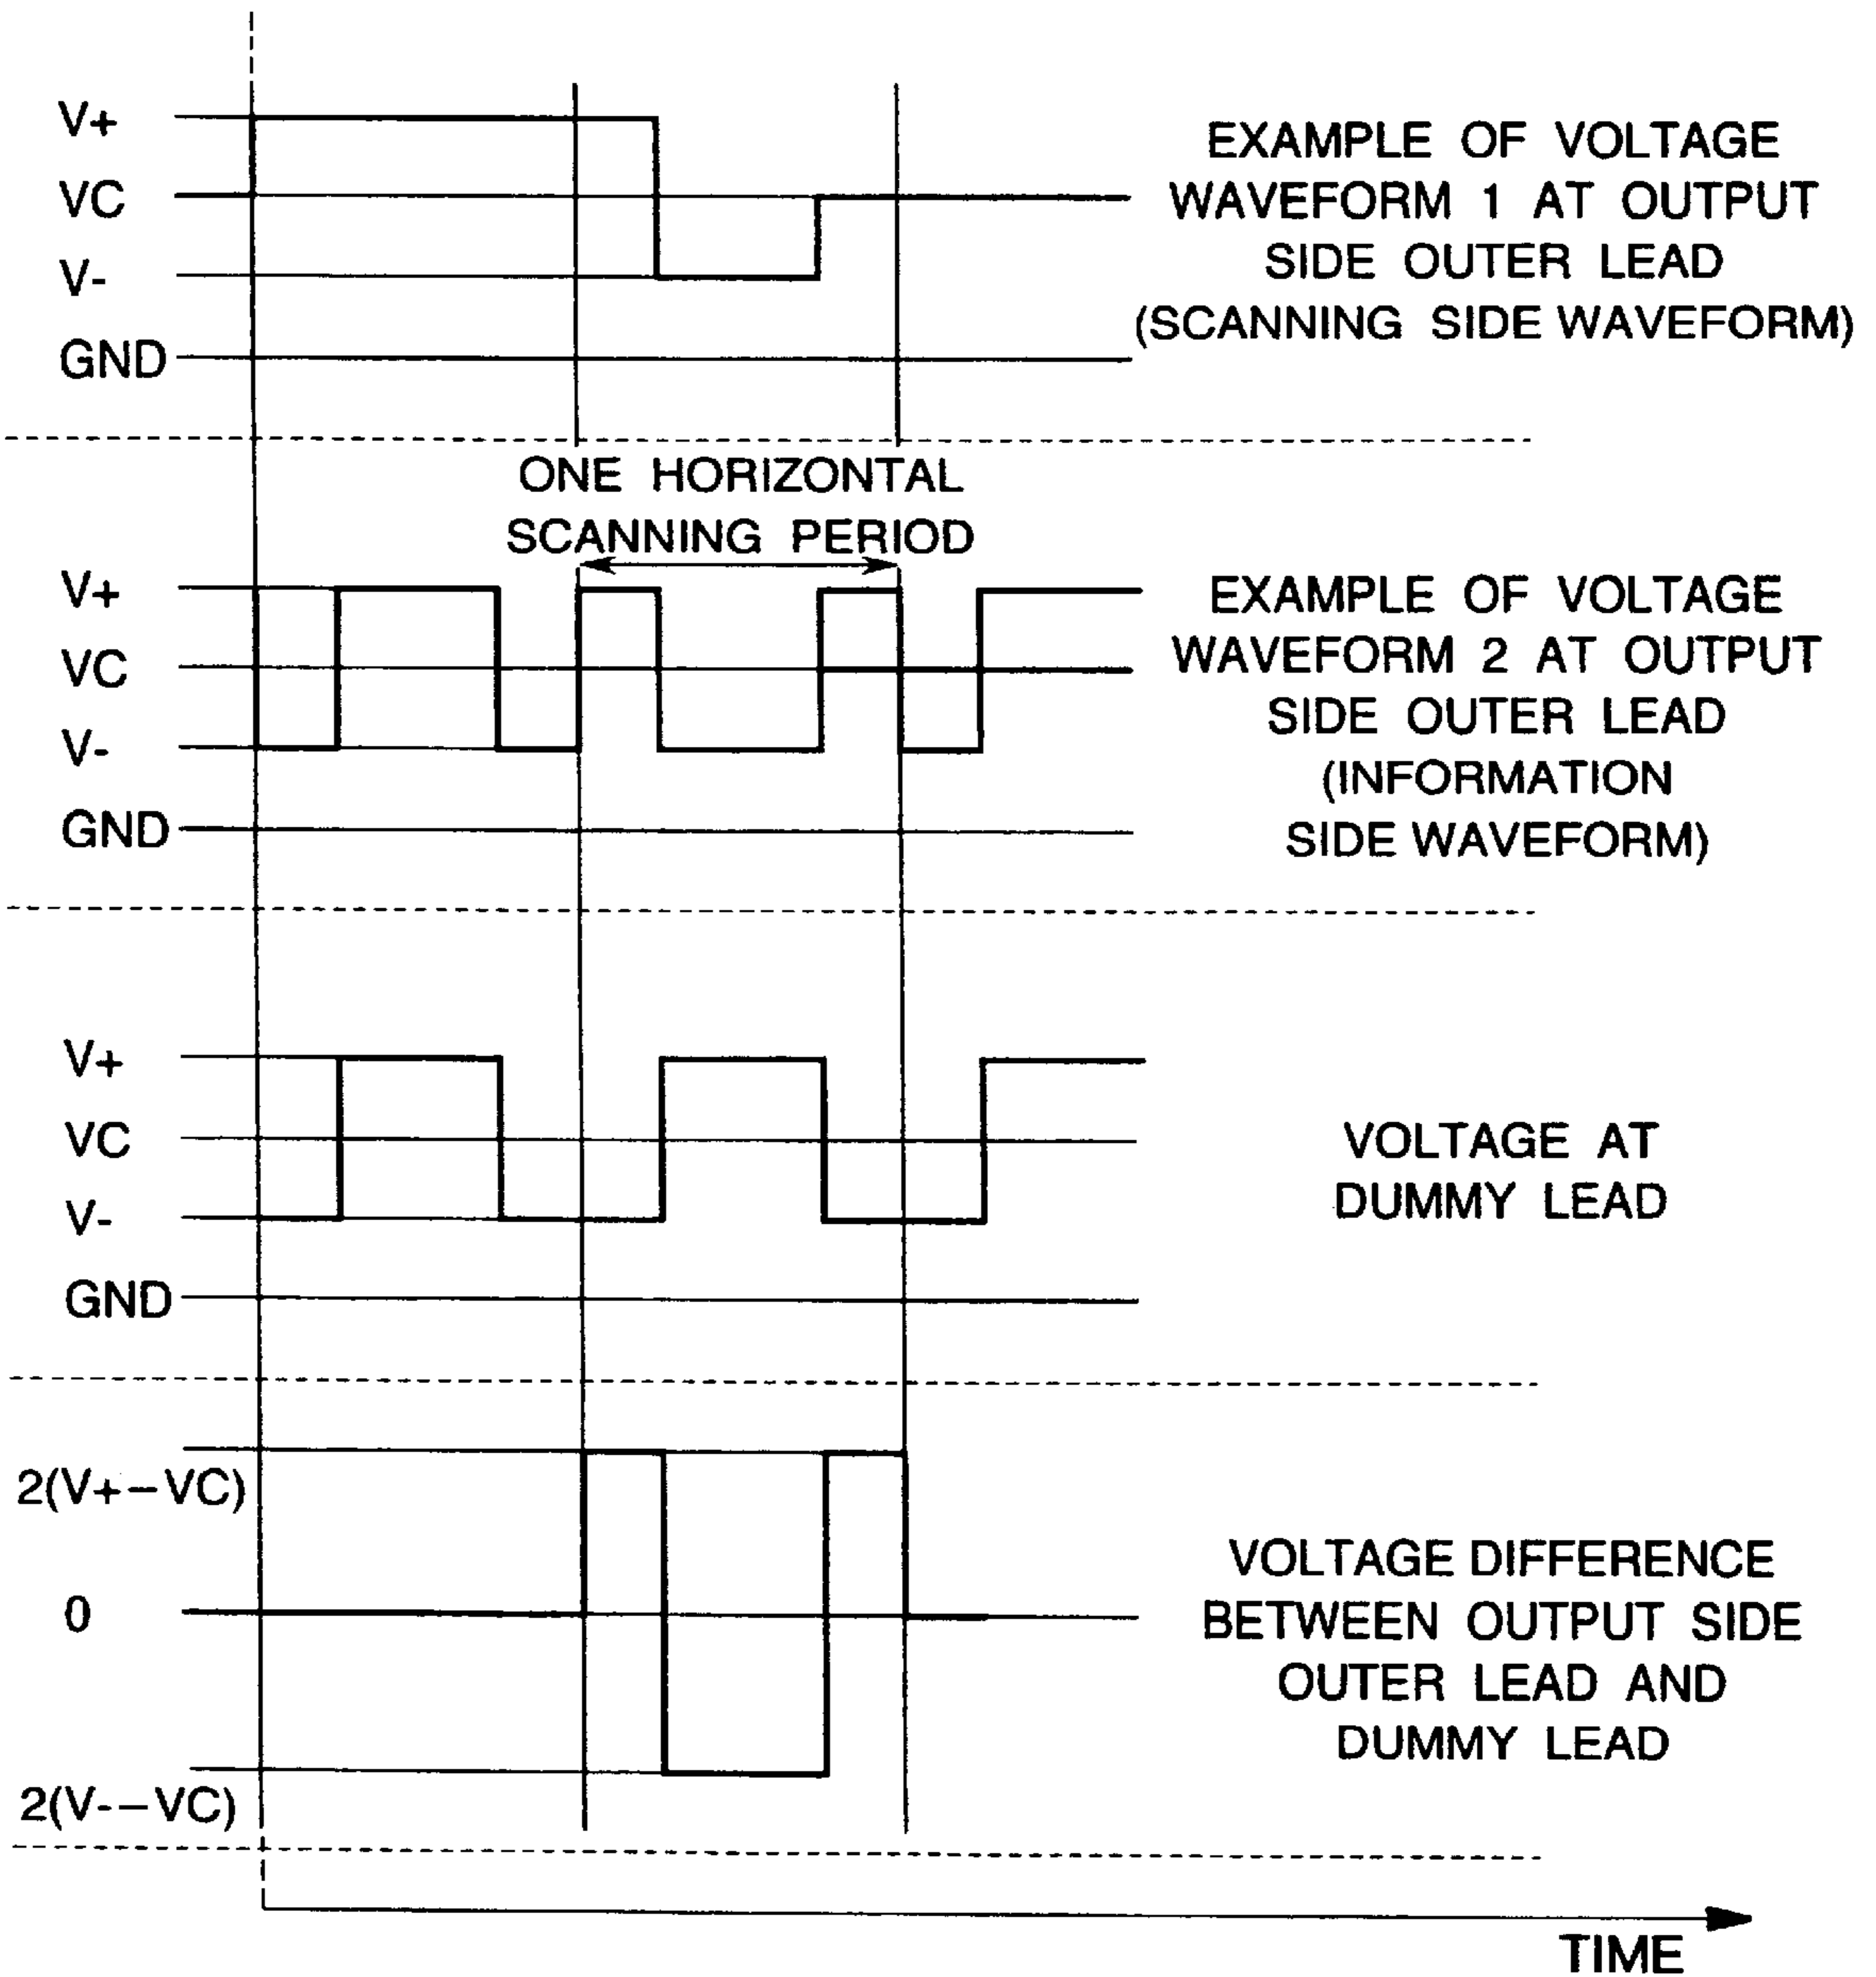 V+
VC
V-
GND
EXAMPLE OF VOLTAGE
WAVEFORM 1 AT OUTPUT
SIDE OUTER LEAD
(SCANNING SIDE WAVEFORM)
ONE HORIZONTAL
SCANNING PERIOD
V+
VC
V-
GND
EXAMPLE OF VOLTAGE
WAVEFORM 2 AT OUTPUT
SIDE OUTER LEAD
(INFORMATION
SIDE WAVEFORM)
V+
VC
V-
GND
VOLTAGE AT
DUMMY LEAD
2(V+−VC)
0
2(V-−VC)
VOLTAGE DIFFERENCE
BETWEEN OUTPUT SIDE
OUTER LEAD AND
DUMMY LEAD
TIME